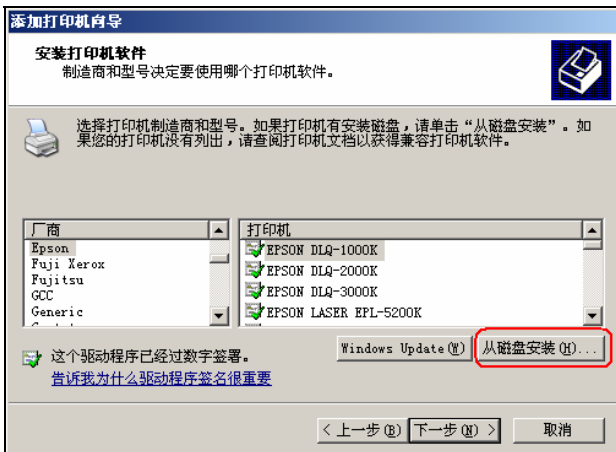 添加打印机向导
安装打印机软件
制造商和型号决定要使用哪个打印机软件。
选择打印机制造商和型号。如果打印机有安装磁盘,请单击“从磁盘安装”。如
果您的打印机没有列出,请查阅打印机文档以获得兼容打印机软件。
厂商
Epson
Fuji Xerox
Fujitsu
GCC
Generic
打印机
EPSON DLQ-1000K
EPSON DLQ-2000K
EPSON DLQ-3000K
EPSON LASER EPL-5200K
这个驱动程序已经过数字签署。
告诉我为什么驱动程序签名很重要
Windows Update(W)
从磁盘安装(H)...
< 上一步(B)
下一步(N) >
取消